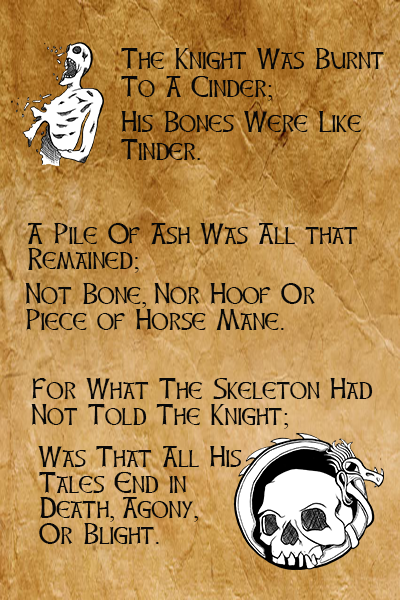 The Knight Was Burnt
To A Cinder;
His Bones Were Like
Tinder.
A Pile Of Ash Was All that
Remained;
Not Bone, Nor Hoof Or
Piece of Horse Mane.
For What The Skeleton Had
Not Told The Knight;
Was That All His
Tales End in
Death, Agony,
Or Blight.